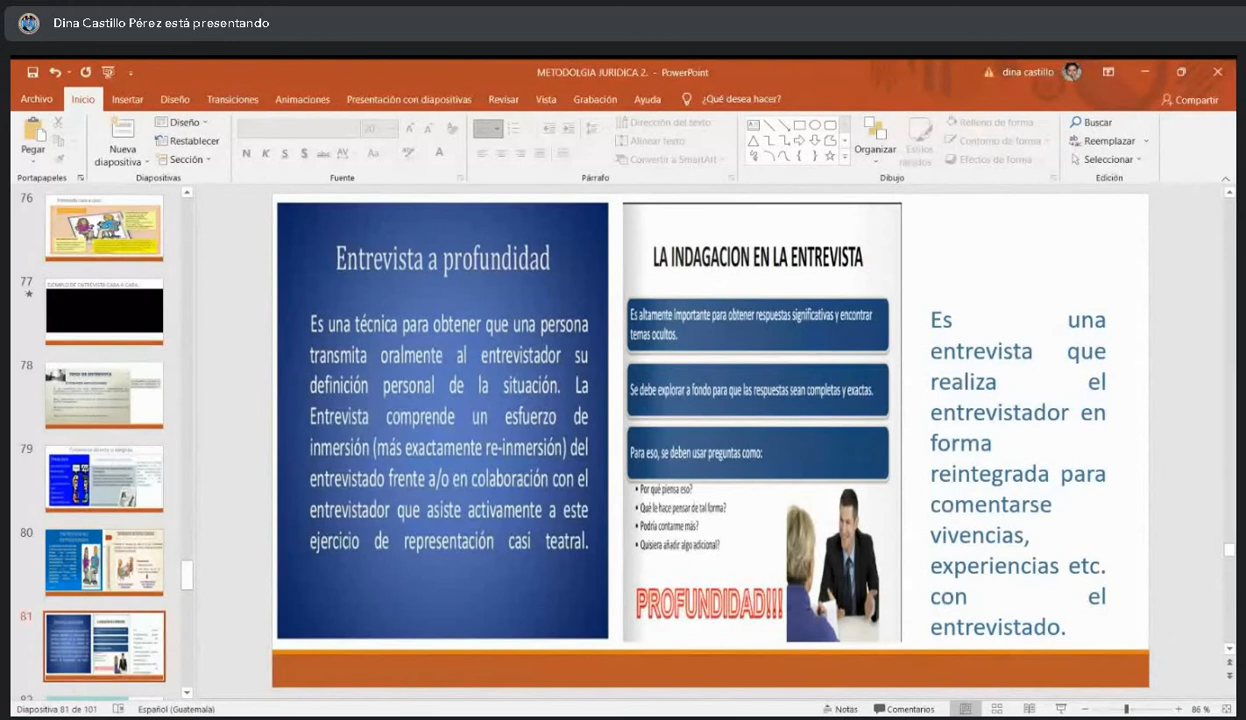 Dina Castillo Pérez está presentando
METODOLGIA JURIDICA 2. - PowerPoint
dina castillo
Archivo Inicio Insertar Diseño Transiciones Animaciones Presentación con diapositivas Revisar Vista Grabación Ayuda ¿Qué desea hacer? Compartir
Pegar
Nueva
diapositiva
Diseño
Restablecer
Sección
20
N K S S abc AV Aa A
Dirección del texto
Alinear texto
Convertir a SmartArt
Organizar
Estilos
rápidos
Relleno de forma
Contorno de forma
Efectos de forma
Buscar
Reemplazar
Seleccionar
Portapapeles Diapositivas Fuente Párrafo Dibujo Edición
76
77
EJEMPLO DE ENTREVISTA CARA A CARA
78
79
80
81
Entrevista a profundidad
Es una técnica para obtener que una persona
transmita oralmente al entrevistador su
definición personal de la situación. La
Entrevista comprende un esfuerzo de
inmersión (más exactamente re-inmersión) del
entrevistado frente a/o en colaboración con el
entrevistador que asiste activamente a este
ejercicio de representación casi teatral.
LA INDAGACION EN LA ENTREVISTA
Es altamente importante para obtener respuestas significativas y encontrar
temas ocultos.
Se debe explorar a fondo para que las respuestas sean completas y exactas.
Para eso, se deben usar preguntas como:
• Por qué piensa eso?
• Qué le hace pensar de tal forma?
• Podría contarme más?
• Quisiera añadir algo adicional?
PROFUNDIDAD!!!
Es una
entrevista que
realiza el
entrevistador en
forma
reintegrada para
comentarse
vivencias,
experiencias etc.
con el
entrevistado.
Diapositiva 81 de 101 Español (Guatemala) Notas Comentarios 86 %